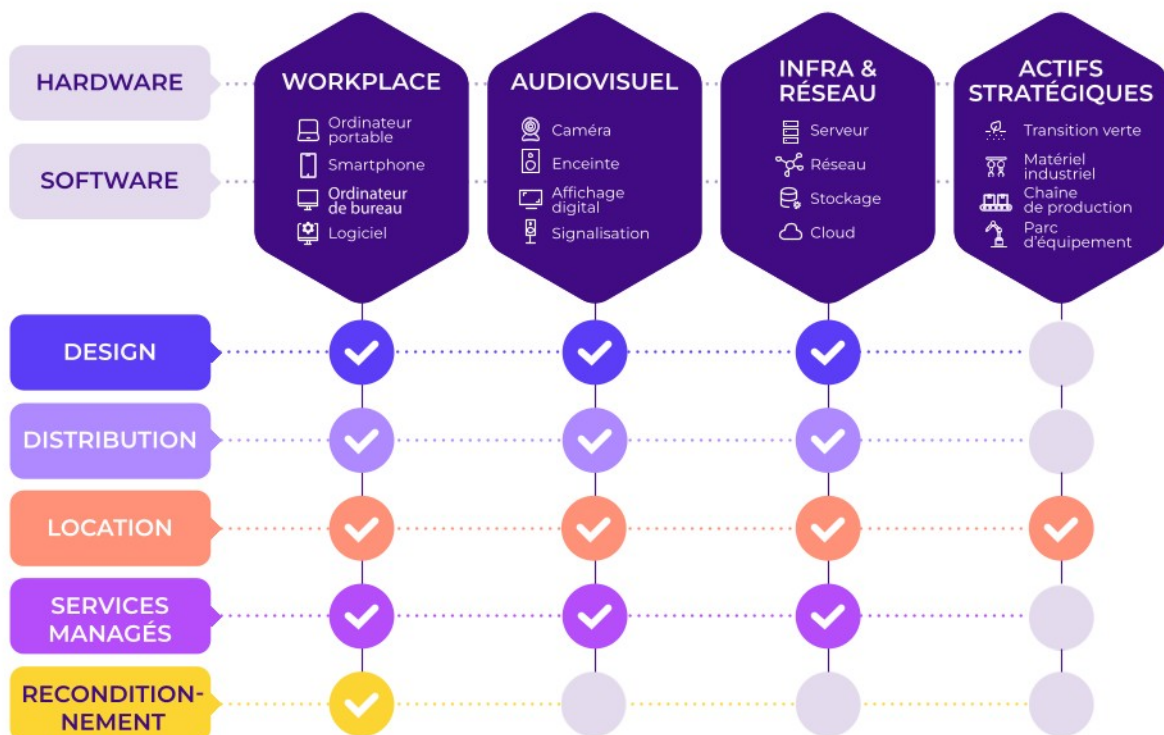 HARDWARE
SOFTWARE
WORKPLACE
Ordinateur
portable
Smartphone
Ordinateur
de bureau
Logiciel
AUDIOVISUEL
Caméra
Enceinte
Affichage
digital
Signalisation
INFRA &
RÉSEAU
Serveur
Réseau
Stockage
Cloud
ACTIFS
STRATÉGIQUES
Transition verte
Matériel
industriel
Chaîne
de production
Parc
d'équipement
DESIGN
DISTRIBUTION
LOCATION
SERVICES
MANAGÉS
RECONDITION-
NEMENT